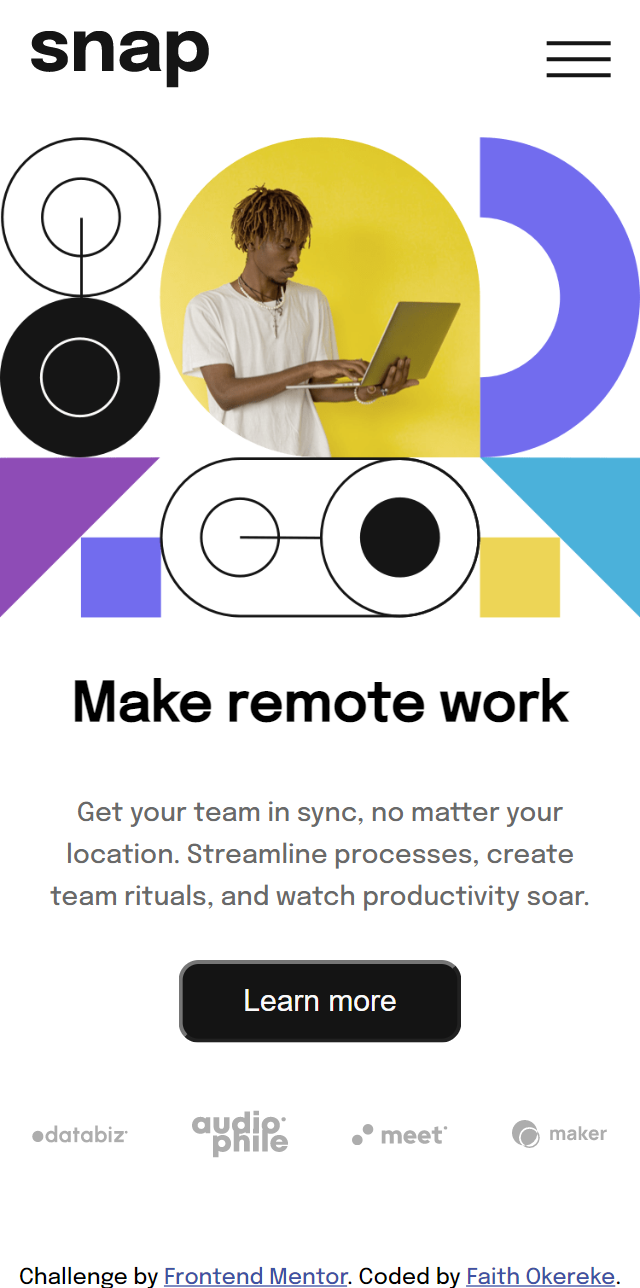 snap
Make remote work
Get your team in sync, no matter your
location. Streamline processes, create
team rituals, and watch productivity soar.
Learn more
databiz
audio
phile
meet
maker
Challenge by Frontend Mentor. Coded by Faith Okereke.